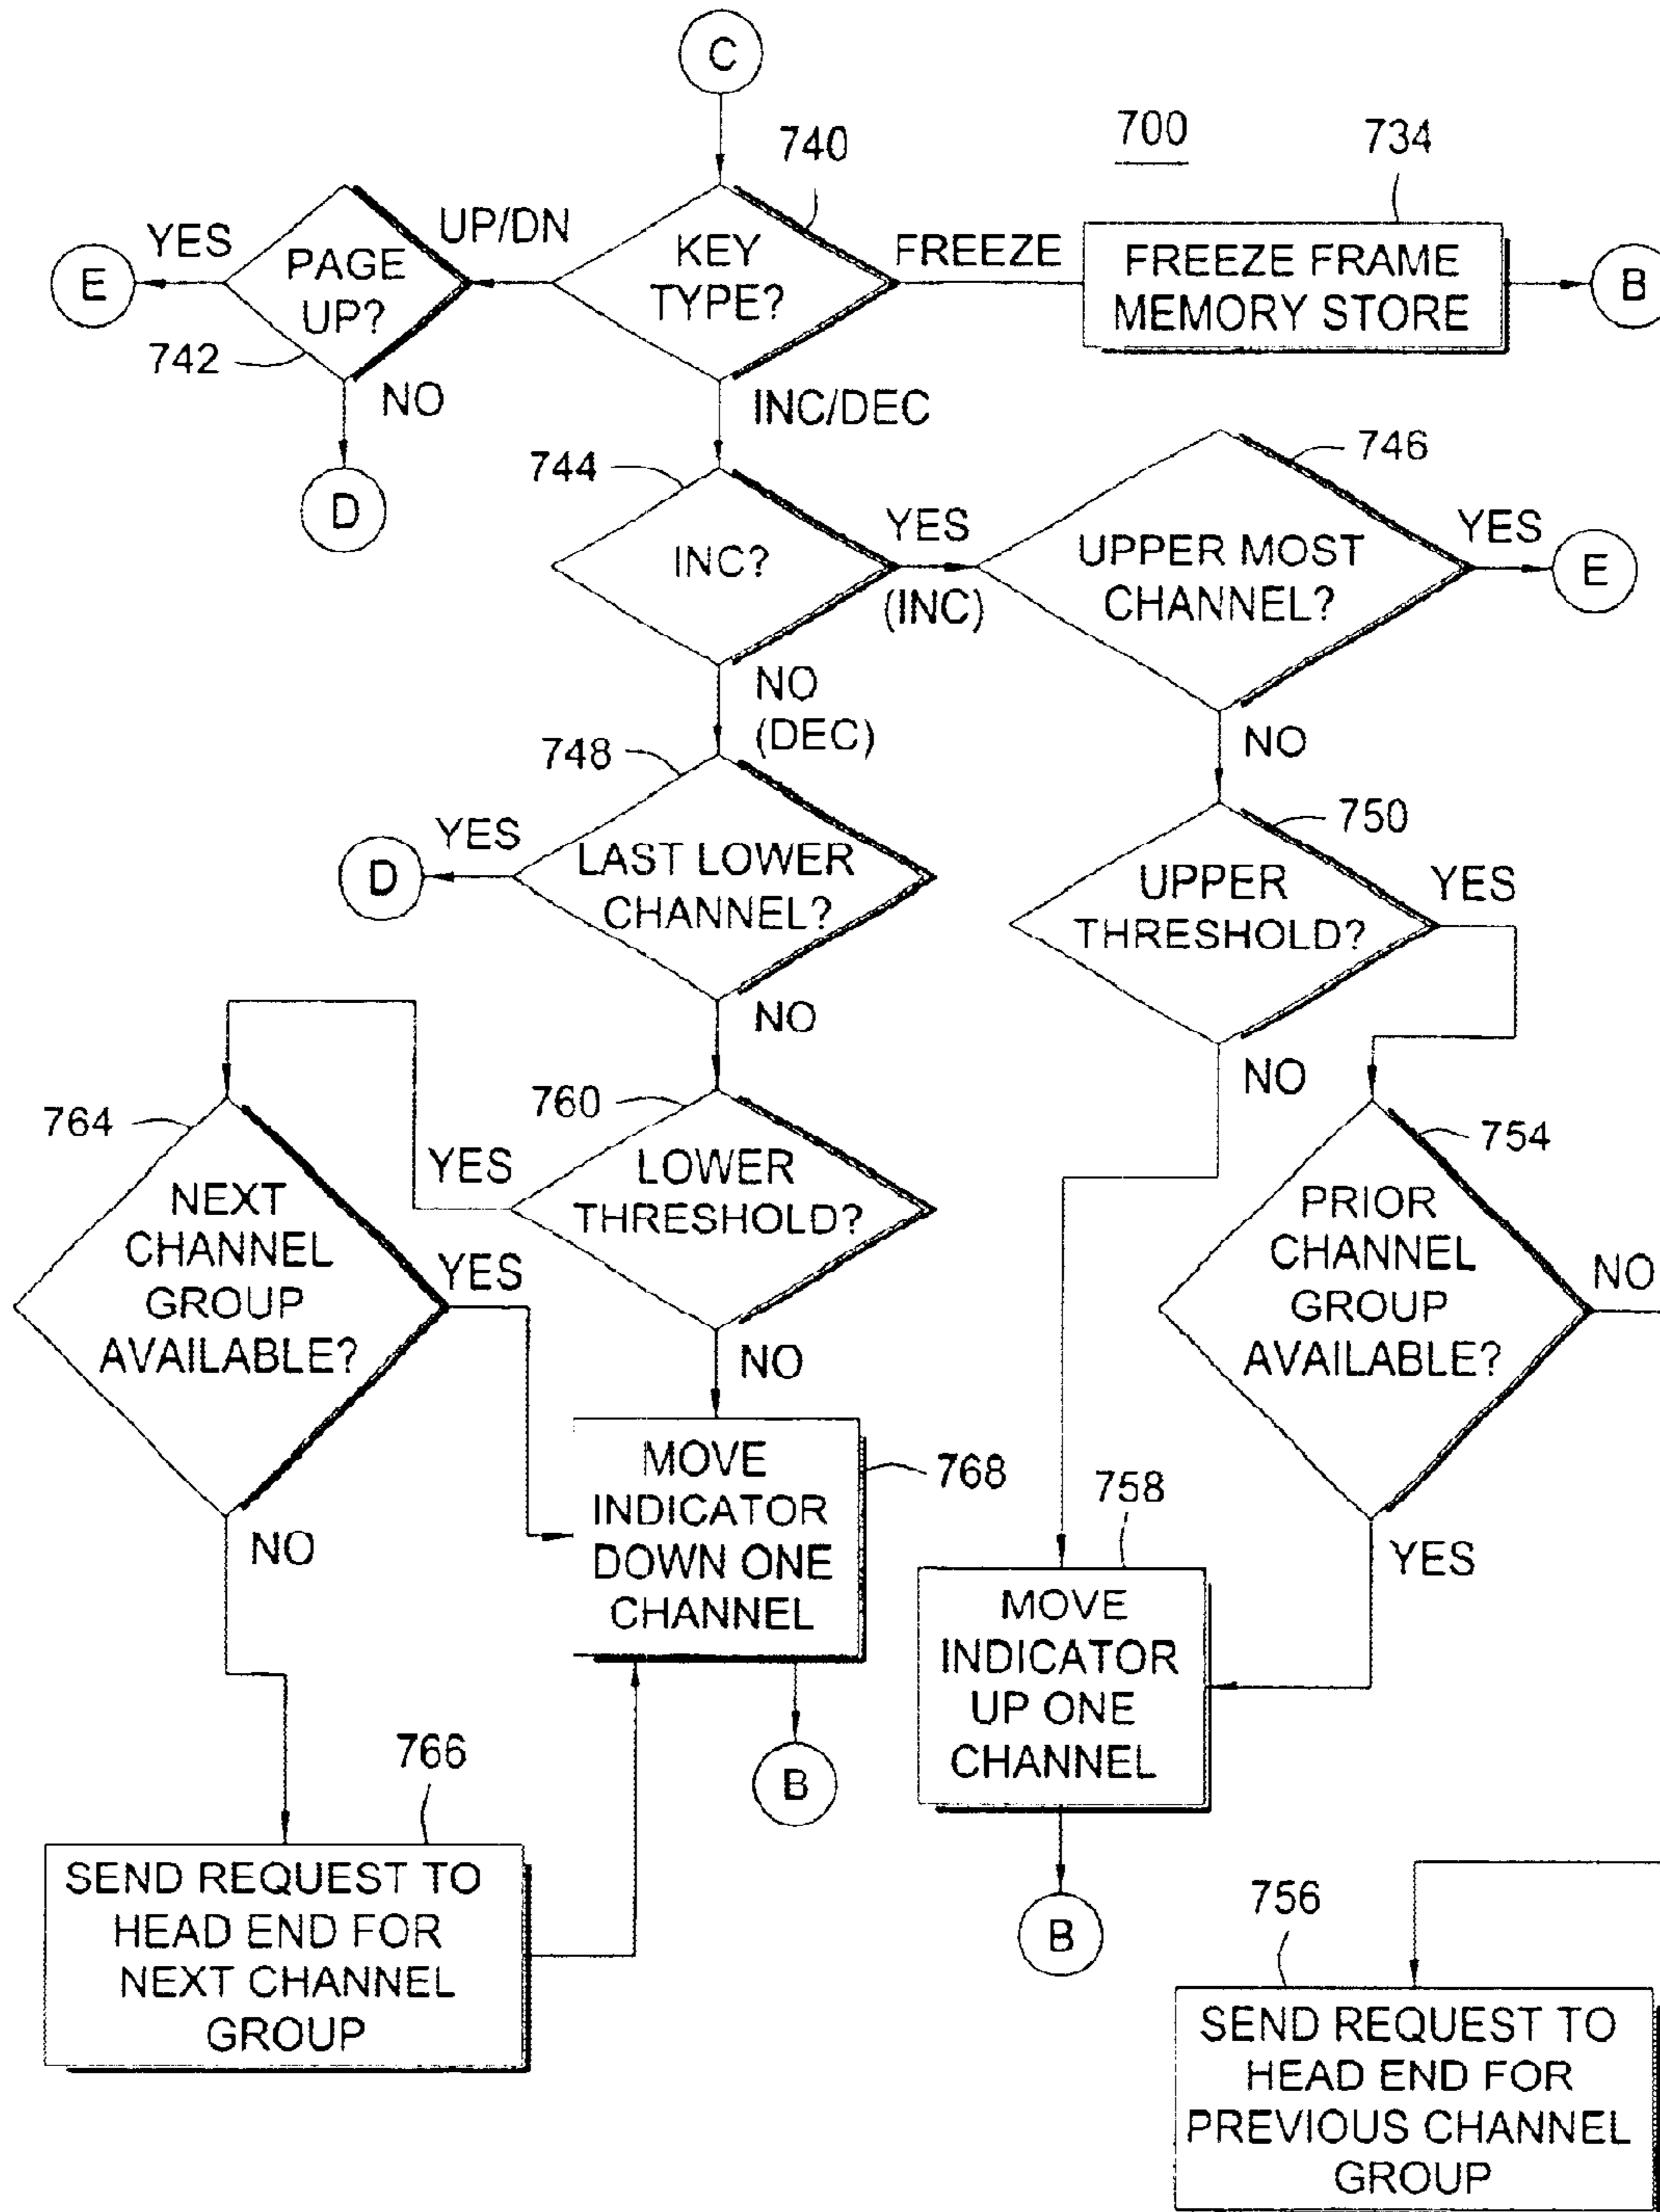 C
740
700
734
YES
UP/DN
KEY
TYPE?
FREEZE
FREEZE FRAME
MEMORY STORE
B
E
PAGE
UP?
742
NO
INC/DEC
D
744
INC?
YES
(INC)
746
UPPER MOST
CHANNEL?
YES
E
NO
(DEC)
NO
748
LAST LOWER
CHANNEL?
YES
D
NO
750
UPPER
THRESHOLD?
YES
NO
760
LOWER
THRESHOLD?
YES
NO
764
NEXT
CHANNEL
GROUP
AVAILABLE?
YES
NO
754
PRIOR
CHANNEL
GROUP
AVAILABLE?
NO
YES
MOVE
INDICATOR
DOWN ONE
CHANNEL
768
B
758
MOVE
INDICATOR
UP ONE
CHANNEL
B
766
SEND REQUEST TO
HEAD END FOR
NEXT CHANNEL
GROUP
756
SEND REQUEST TO
HEAD END FOR
PREVIOUS CHANNEL
GROUP